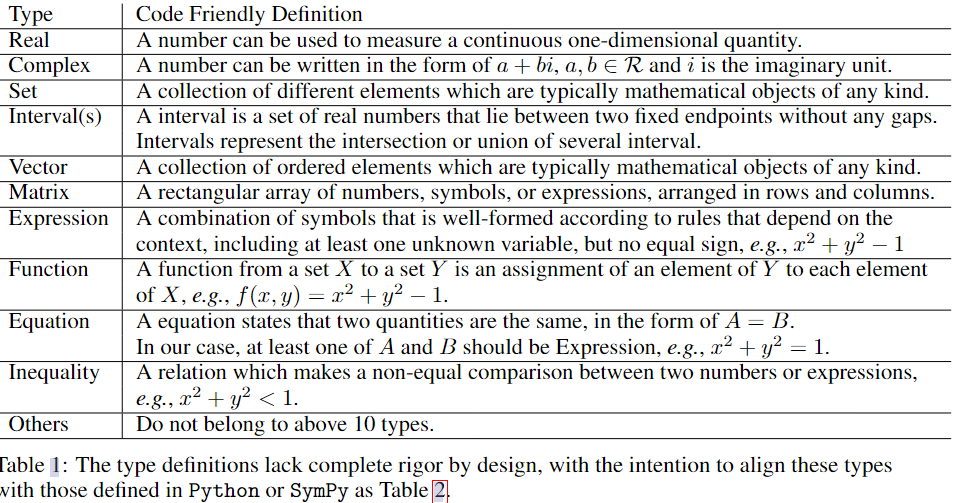 Type Code Friendly Definition
Real A number can be used to measure a continuous one-dimensional quantity.
Complex A number can be written in the form of a + bi, a, b ∈ R and i is the imaginary unit.
Set A collection of different elements which are typically mathematical objects of any kind.
Interval(s) A interval is a set of real numbers that lie between two fixed endpoints without any gaps.
Intervals represent the intersection or union of several interval.
Vector A collection of ordered elements which are typically mathematical objects of any kind.
Matrix A rectangular array of numbers, symbols, or expressions, arranged in rows and columns.
Expression A combination of symbols that is well-formed according to rules that depend on the
context, including at least one unknown variable, but no equal sign, e.g., x² + y² − 1
Function A function from a set X to a set Y is an assignment of an element of Y to each element
of X, e.g., f(x, y) = x² + y² − 1.
Equation A equation states that two quantities are the same, in the form of A = B.
In our case, at least one of A and B should be Expression, e.g., x² + y² = 1.
Inequality A relation which makes a non-equal comparison between two numbers or expressions,
e.g., x² + y² < 1.
Others Do not belong to above 10 types.
Table 1: The type definitions lack complete rigor by design, with the intention to align these types
with those defined in Python or SymPy as Table 2.